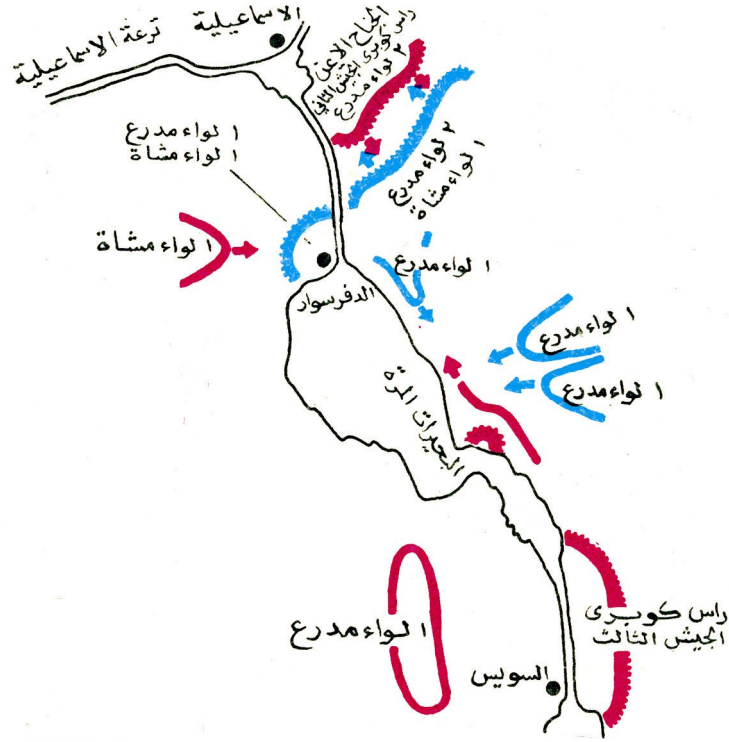 الاسماعيلية
ترعة الاسماعيلية
الجناح الايمن
راس كوبرى الجيش الثانى
٢ لواء مدرع
١ لواء مدرع
١ لواء مشاة
٢ لواء مدرع
١ لواء مشاة
١ لواء مشاة
الدفرسوار
١ لواء مدرع
١ لواء مدرع
١ لواء مدرع
البحيرات المرة
راس كوبرى
الجيش الثالث
١ لواء مدرع
السويس